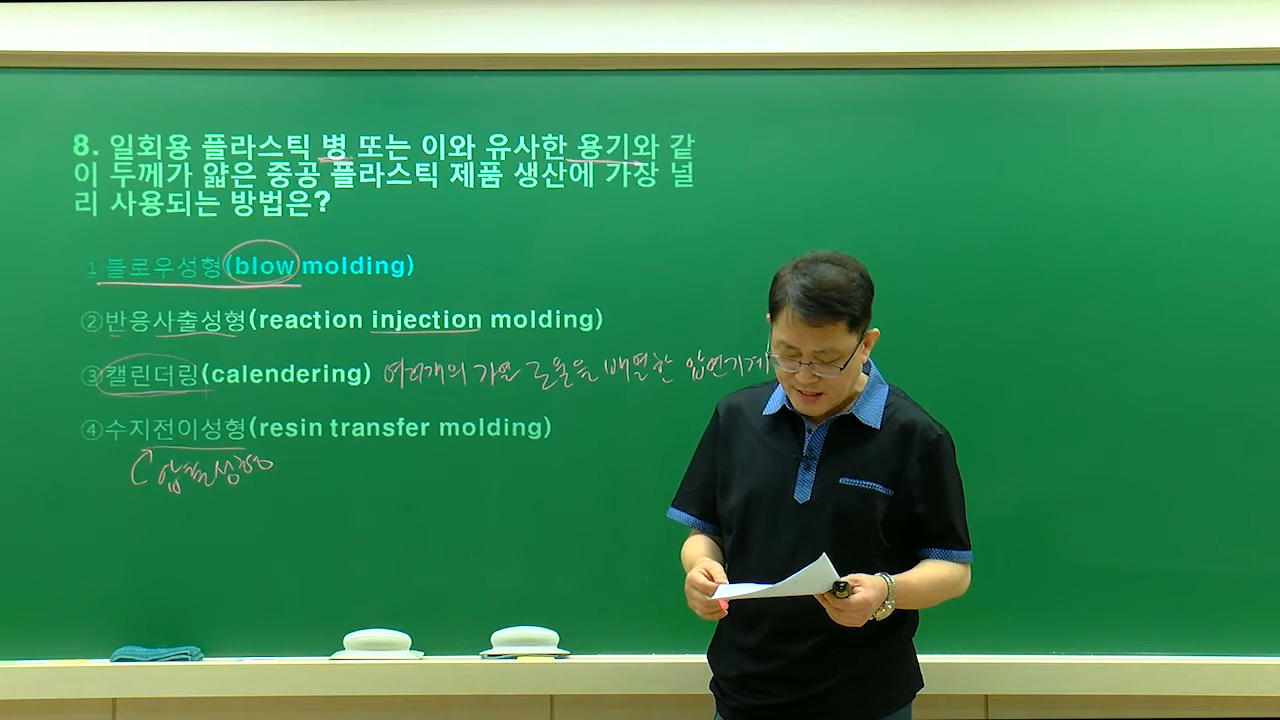 8. 일회용 플라스틱 병 또는 이와 유사한 용기와 같
이 두께가 얇은 중공 플라스틱 제품 생산에 가장 널
리 사용되는 방법은?
1 블로우성형(blow molding)
②반응사출성형(reaction injection molding)
③캘린더링(calendering) 여러개의 가열 로울을 배열한 압연기계
④수지전이성형(resin transfer molding)
압축성형